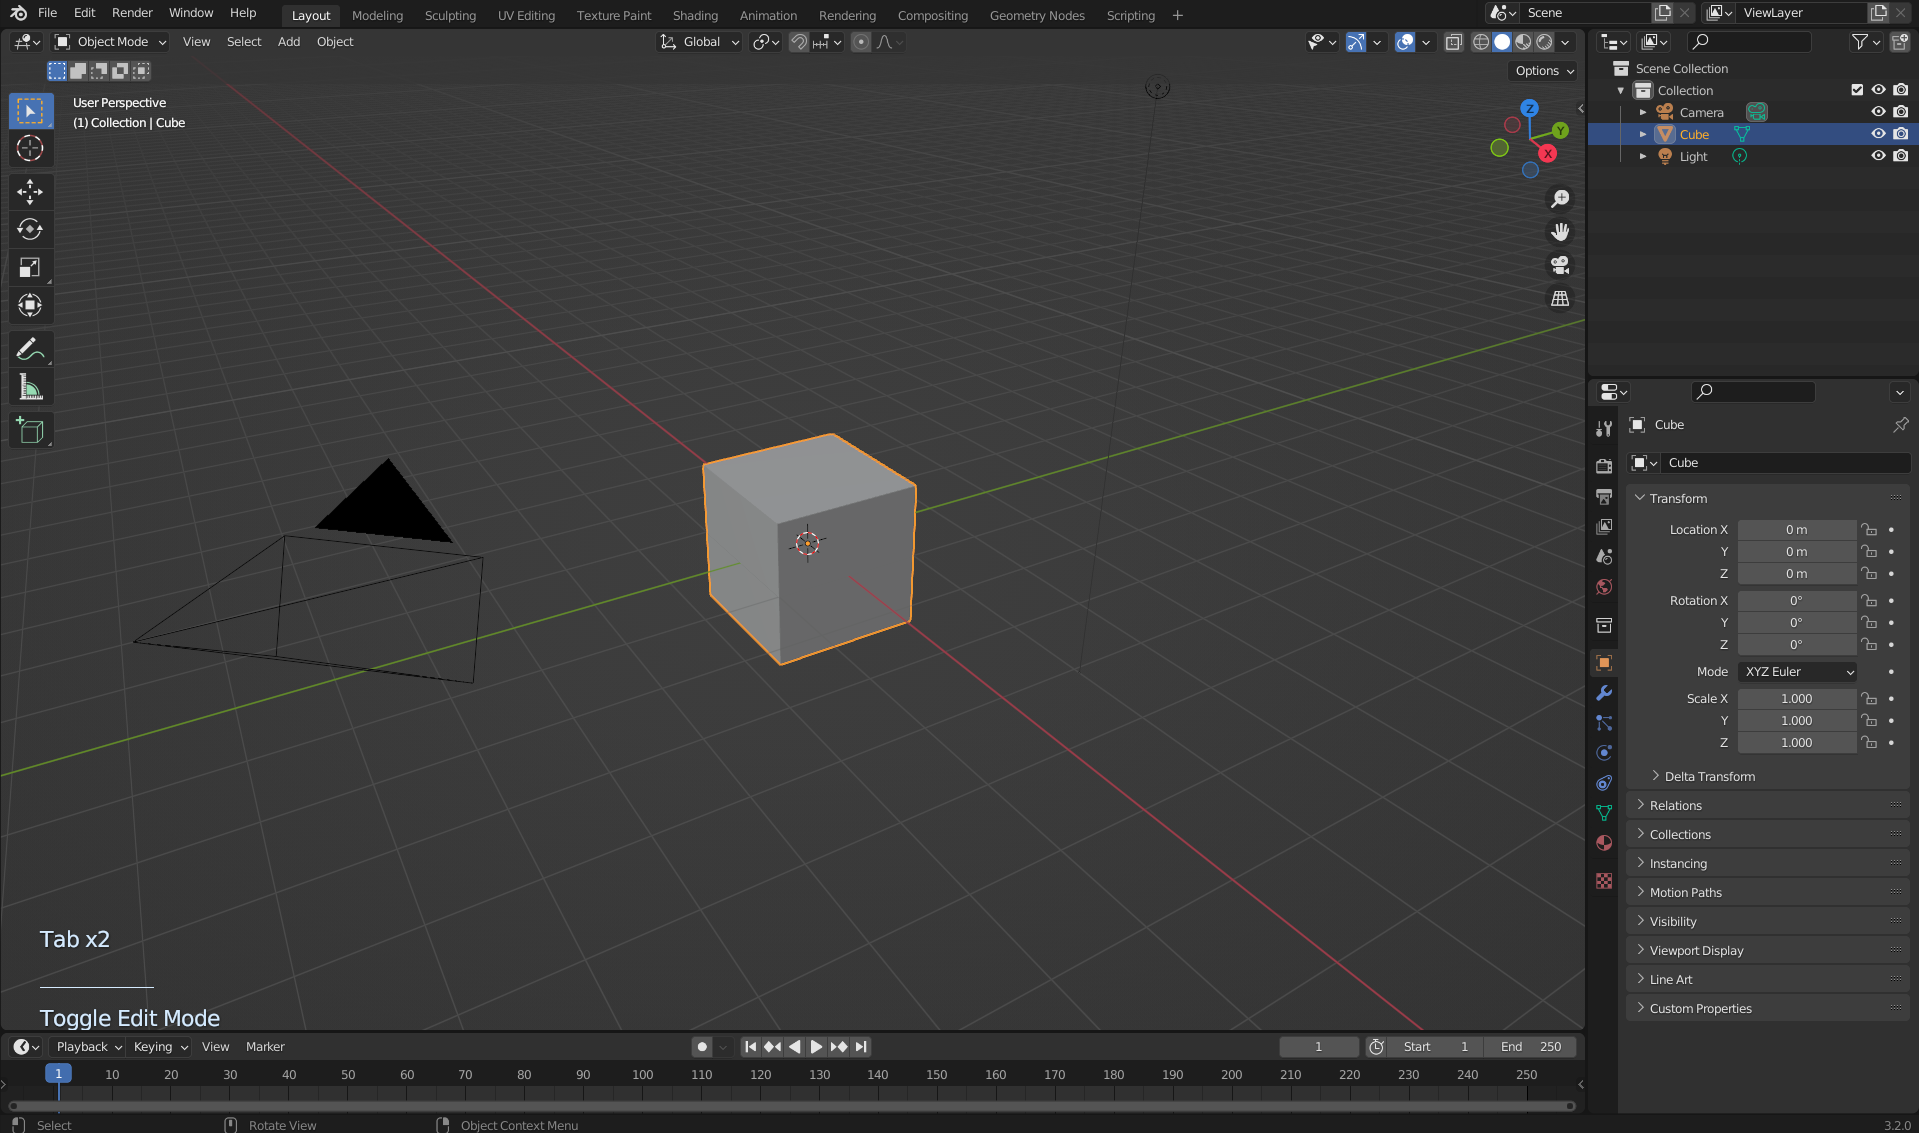 File Edit Render Window Help Layout Modeling Sculpting UV Editing Texture Paint Shading Animation Rendering Compositing Geometry Nodes Scripting + Scene ViewLayer
Object Mode View Select Add Object Global
Options
User Perspective
(1) Collection | Cube
Z
Y
X
Tab x2
Toggle Edit Mode
Scene Collection
Collection
Camera
Cube
Light
Cube
Cube
Transform
Location X 0 m
Y 0 m
Z 0 m
Rotation X 0°
Y 0°
Z 0°
Mode XYZ Euler
Scale X 1.000
Y 1.000
Z 1.000
Delta Transform
Relations
Collections
Instancing
Motion Paths
Visibility
Viewport Display
Line Art
Custom Properties
Playback Keying View Marker 1 Start 1 End 250
1 10 20 30 40 50 60 70 80 90 100 110 120 130 140 150 160 170 180 190 200 210 220 230 240 250
Select Rotate View Object Context Menu 3.2.0